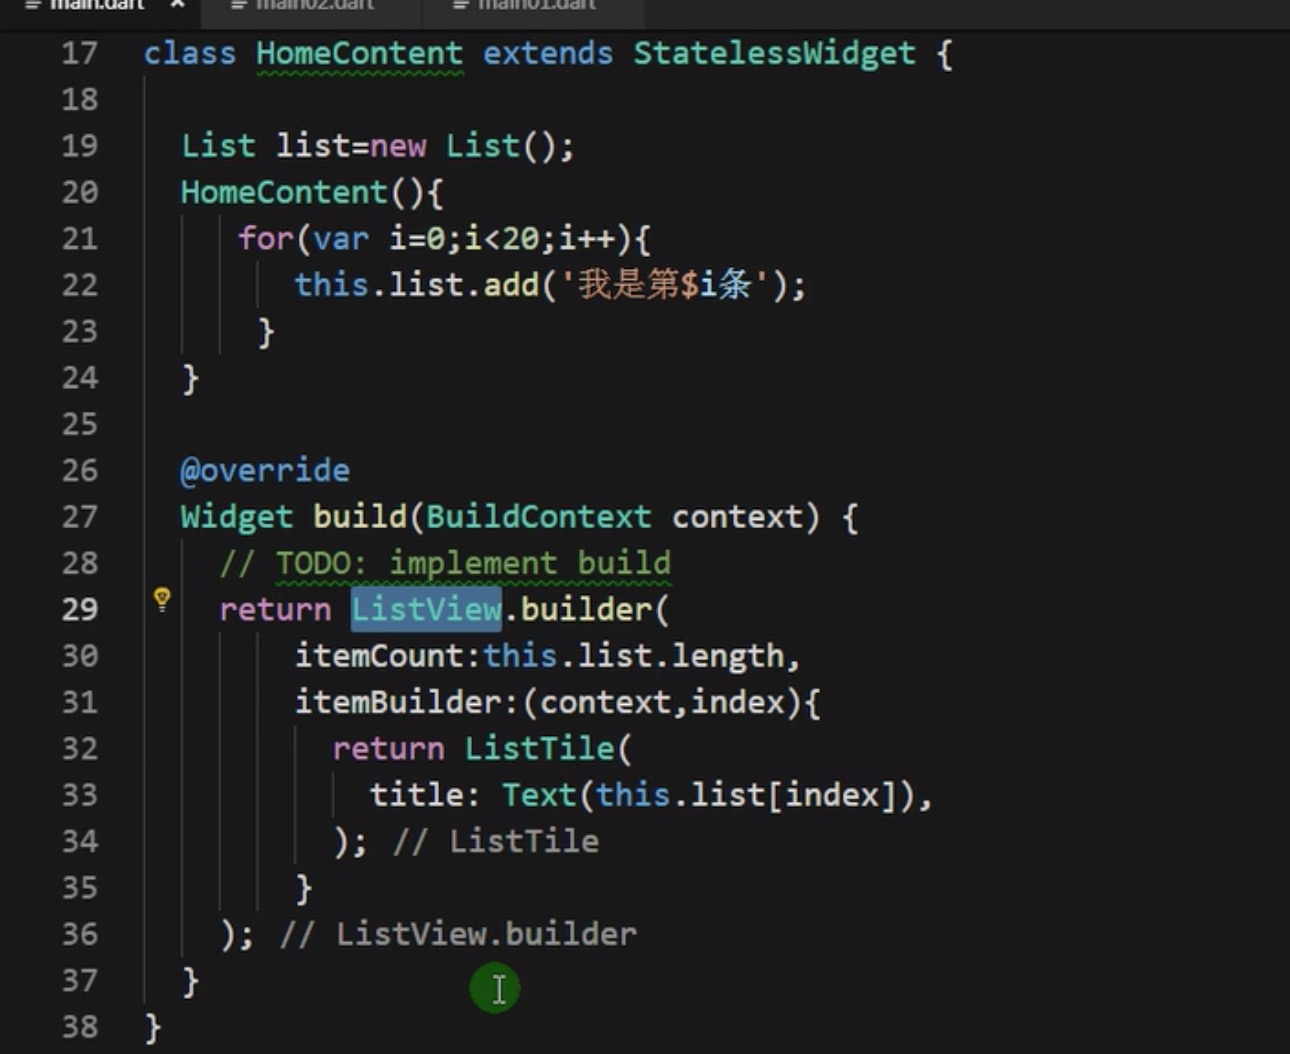 main.dart × main02.dart main01.dart
17 class HomeContent extends StatelessWidget {
18
19 List list=new List();
20 HomeContent(){
21 for(var i=0;i<20;i++){
22 this.list.add('我是第$i条');
23 }
24 }
25
26 @override
27 Widget build(BuildContext context) {
28 // TODO: implement build
29 return ListView.builder(
30 itemCount:this.list.length,
31 itemBuilder:(context,index){
32 return ListTile(
33 title: Text(this.list[index]),
34 ); // ListTile
35 }
36 ); // ListView.builder
37 }
38 }